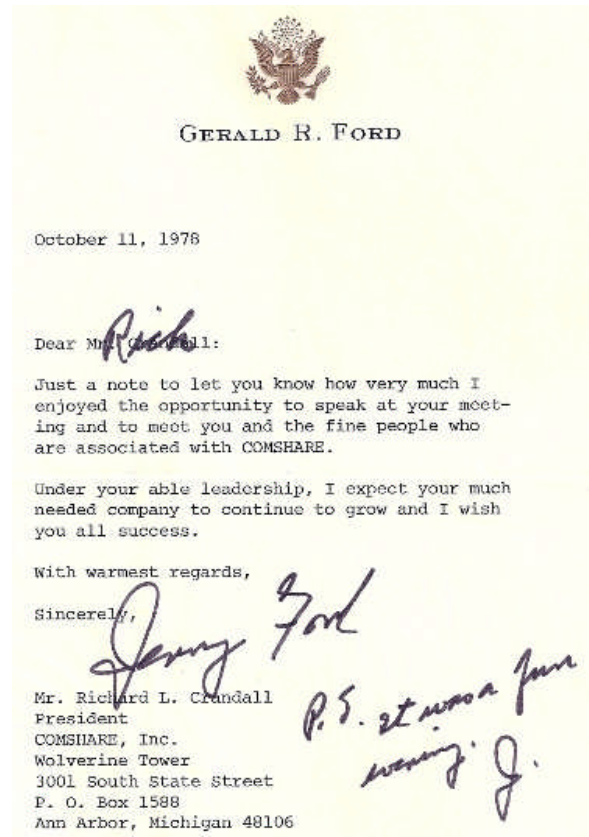 GERALD R. FORD
October 11, 1978
Rick
Dear Mr. Crandall:
Just a note to let you know how very much I
enjoyed the opportunity to speak at your meet-
ing and to meet you and the fine people who
are associated with COMSHARE.
Under your able leadership, I expect your much
needed company to continue to grow and I wish
you all success.
With warmest regards,
Sincerely,
Jerry Ford
Mr. Richard L. Crandall
President
COMSHARE, Inc.
Wolverine Tower
3001 South State Street
P. O. Box 1588
Ann Arbor, Michigan 48106
P.S. It was a fun
evening. J.